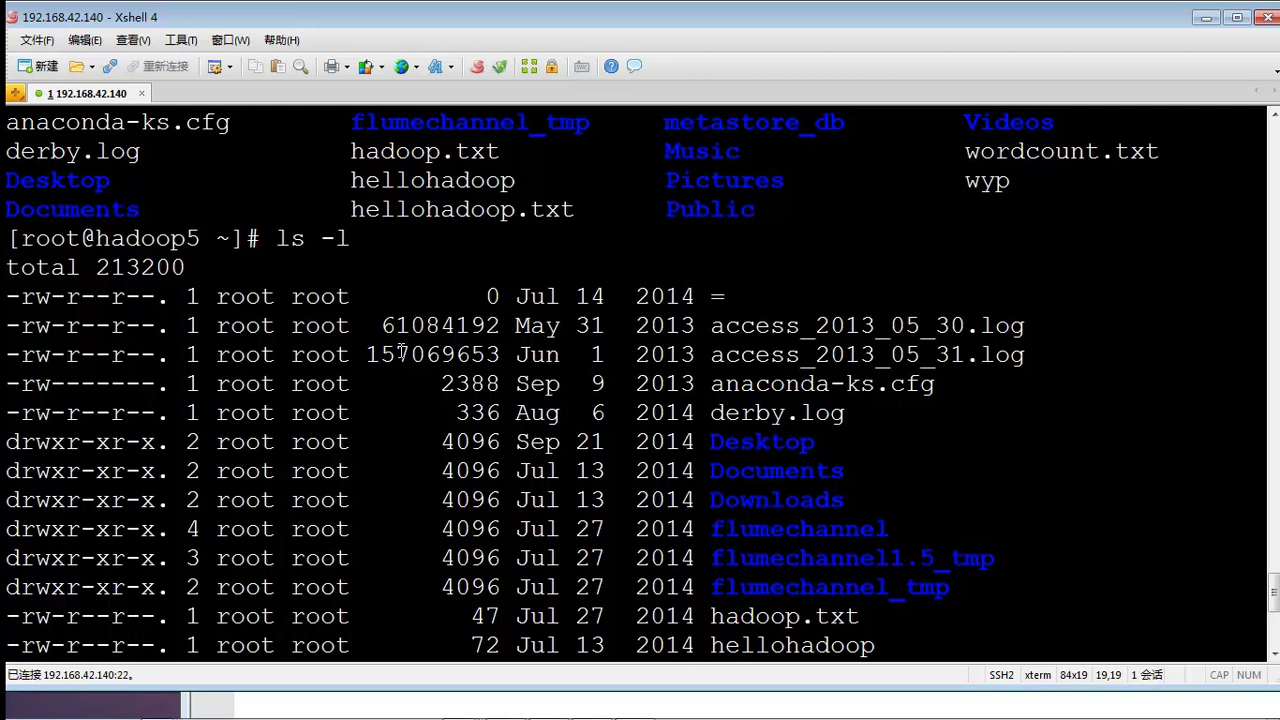 192.168.42.140 - Xshell 4
文件(F) 编辑(E) 查看(V) 工具(T) 窗口(W) 帮助(H)
新建 重新连接
1 192.168.42.140 ×
anaconda-ks.cfg flumechannel_tmp metastore_db Videos
derby.log hadoop.txt Music wordcount.txt
Desktop hellohadoop Pictures wyp
Documents hellohadoop.txt Public
[root@hadoop5 ~]# ls -l
total 213200
-rw-r--r--. 1 root root 0 Jul 14 2014 =
-rw-r--r--. 1 root root 61084192 May 31 2013 access_2013_05_30.log
-rw-r--r--. 1 root root 157069653 Jun 1 2013 access_2013_05_31.log
-rw-------. 1 root root 2388 Sep 9 2013 anaconda-ks.cfg
-rw-r--r--. 1 root root 336 Aug 6 2014 derby.log
drwxr-xr-x. 2 root root 4096 Sep 21 2014 Desktop
drwxr-xr-x. 2 root root 4096 Jul 13 2014 Documents
drwxr-xr-x. 2 root root 4096 Jul 13 2014 Downloads
drwxr-xr-x. 4 root root 4096 Jul 27 2014 flumechannel
drwxr-xr-x. 3 root root 4096 Jul 27 2014 flumechannel1.5_tmp
drwxr-xr-x. 2 root root 4096 Jul 27 2014 flumechannel_tmp
-rw-r--r--. 1 root root 47 Jul 27 2014 hadoop.txt
-rw-r--r--. 1 root root 72 Jul 13 2014 hellohadoop
已连接 192.168.42.140:22。 SSH2 xterm 84x19 19,19 1 会话 CAP NUM